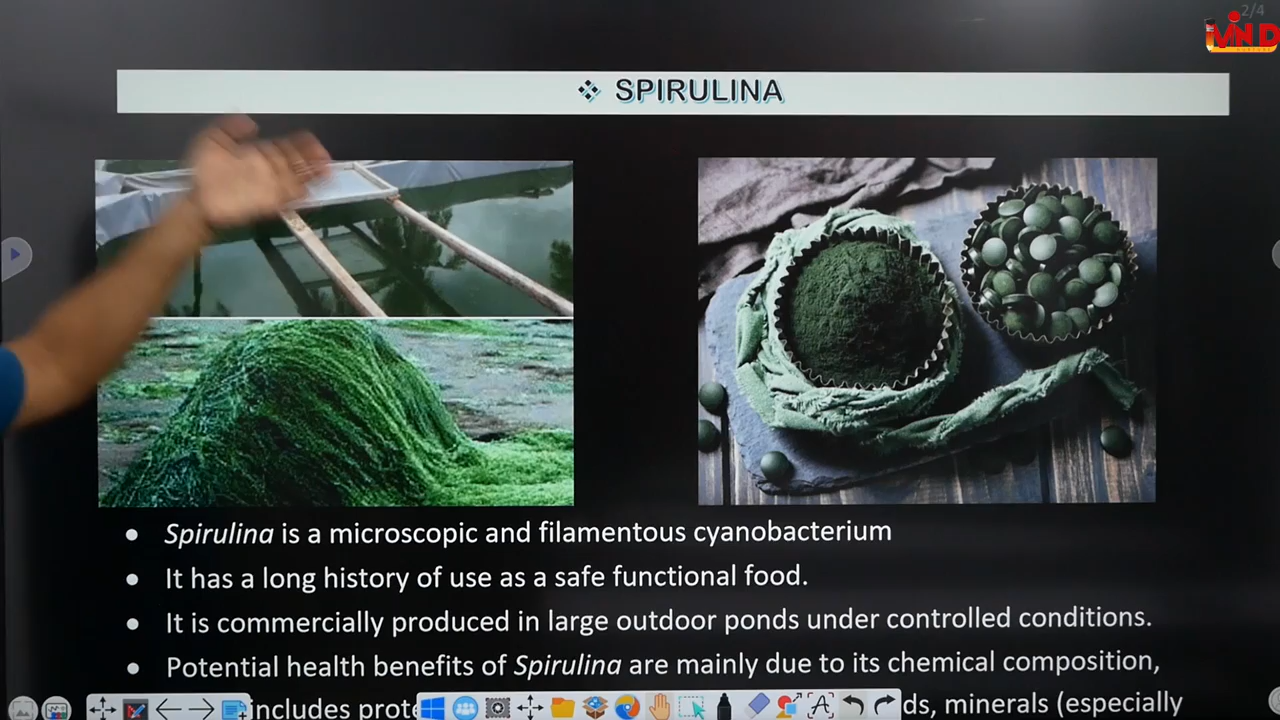 2/4
❖ SPIRULINA
• Spirulina is a microscopic and filamentous cyanobacterium
• It has a long history of use as a safe functional food.
• It is commercially produced in large outdoor ponds under controlled conditions.
• Potential health benefits of Spirulina are mainly due to its chemical composition,
includes minerals (especially